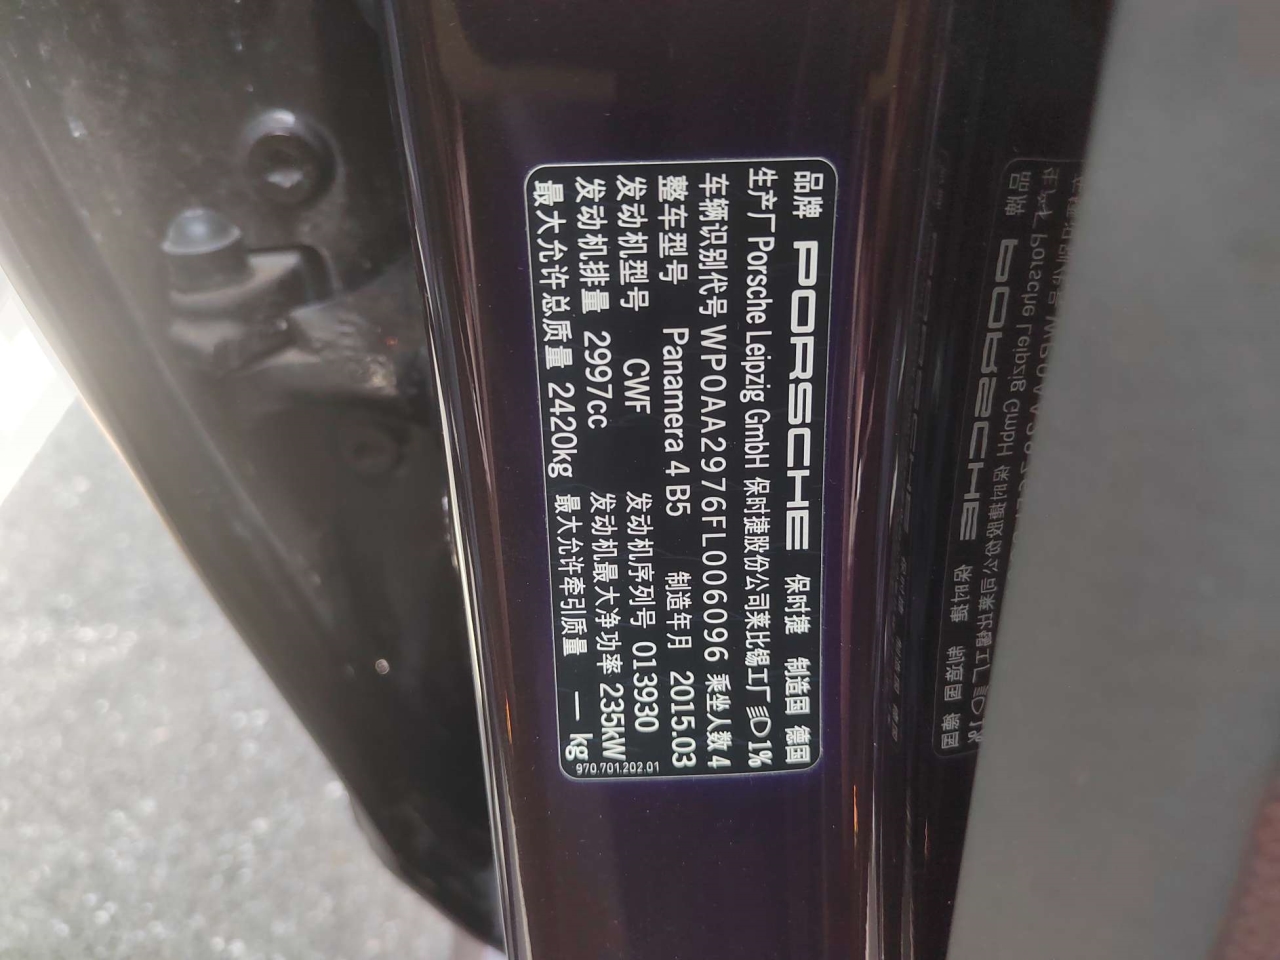 品牌 PORSCHE 保时捷 制造国 德国
生产厂 Porsche Leipzig GmbH 保时捷股份公司莱比锡工厂 1%
车辆识别代号 WP0AA2976FL006096 乘坐人数 4
整车型号 Panamera 4 B5 制造年月 2015.03
发动机型号 CWF 发动机序列号 013930
发动机排量 2997cc 发动机最大净功率 235kW
最大允许总质量 2420kg 最大允许牵引质量 — kg
970.701.202.01